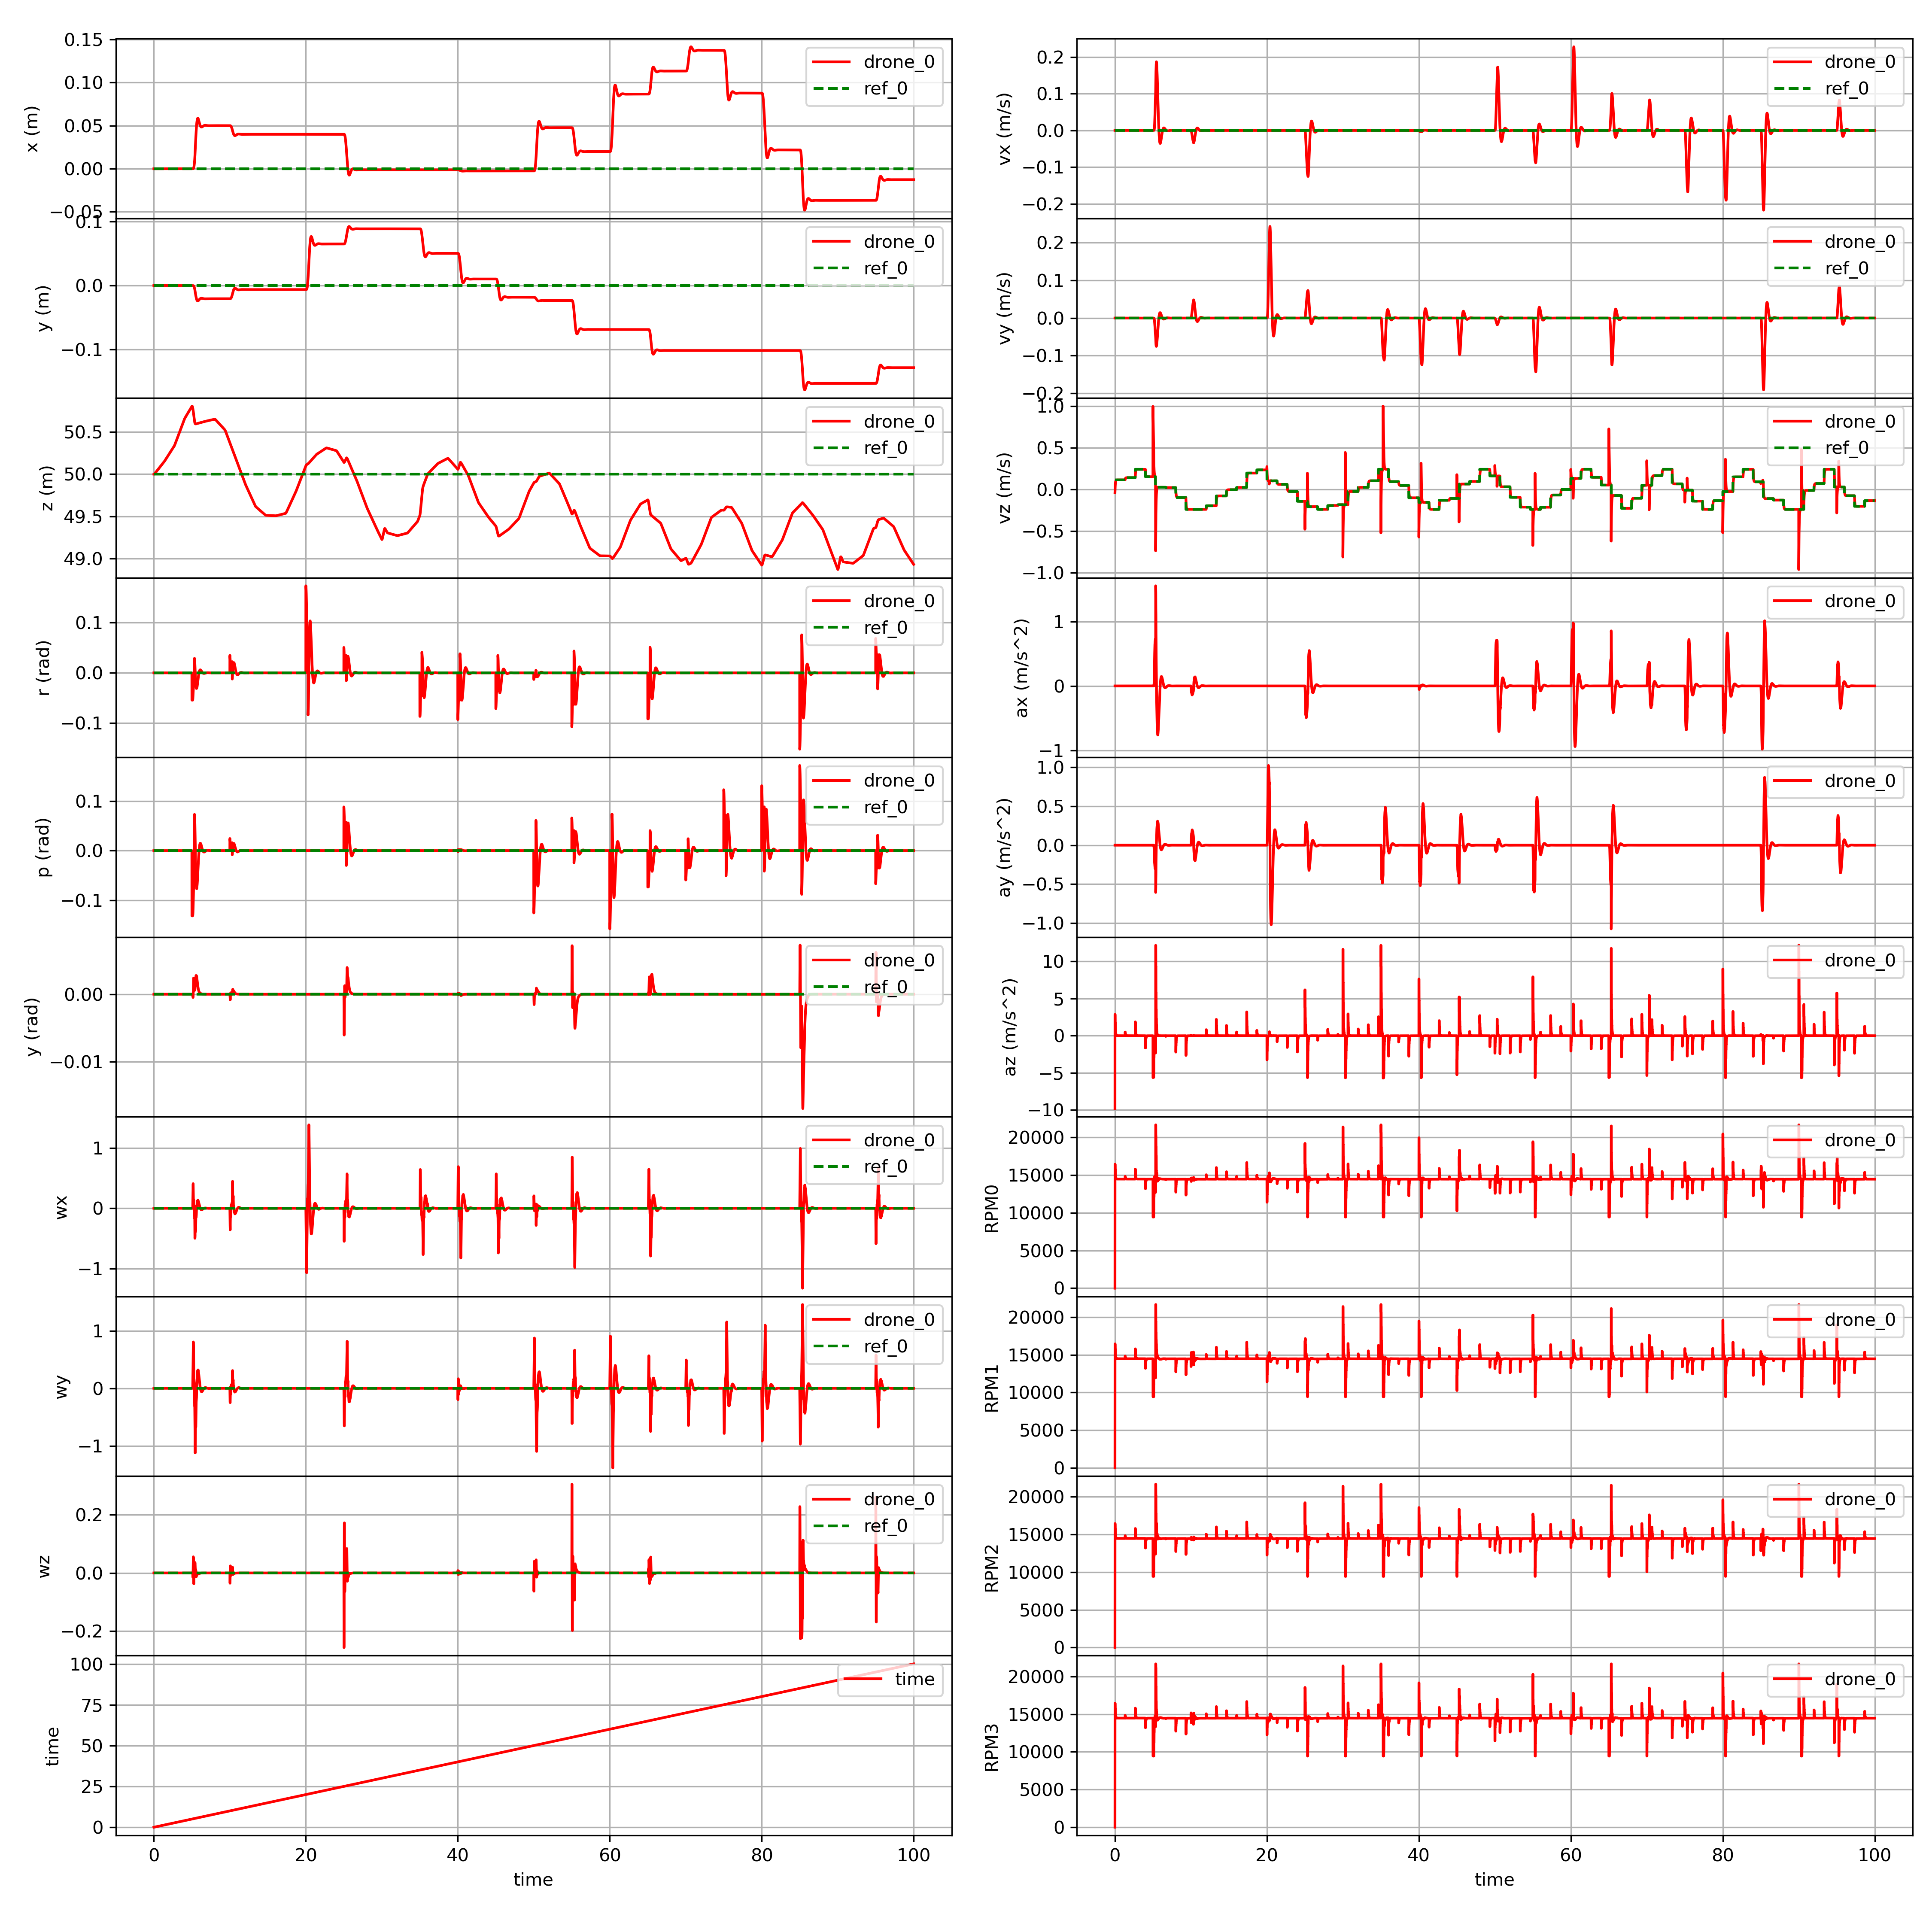 x (m)
0.15
0.10
0.05
0.00
−0.05
drone_0
ref_0
y (m)
0.1
0.0
−0.1
drone_0
ref_0
z (m)
50.5
50.0
49.5
49.0
drone_0
ref_0
r (rad)
0.1
0.0
−0.1
drone_0
ref_0
p (rad)
0.1
0.0
−0.1
drone_0
ref_0
y (rad)
0.00
−0.01
drone_0
ref_0
wx
1
0
−1
drone_0
ref_0
wy
1
0
−1
drone_0
ref_0
wz
0.2
0.0
−0.2
drone_0
ref_0
time
100
75
50
25
0
time
0 20 40 60 80 100
time
vx (m/s)
0.2
0.1
0.0
−0.1
−0.2
drone_0
ref_0
vy (m/s)
0.2
0.1
0.0
−0.1
−0.2
drone_0
ref_0
vz (m/s)
1.0
0.5
0.0
−0.5
−1.0
drone_0
ref_0
ax (m/s^2)
1
0
−1
drone_0
ay (m/s^2)
1.0
0.5
0.0
−0.5
−1.0
drone_0
az (m/s^2)
10
5
0
−5
−10
drone_0
RPM0
20000
15000
10000
5000
0
drone_0
RPM1
20000
15000
10000
5000
0
drone_0
RPM2
20000
15000
10000
5000
0
drone_0
RPM3
20000
15000
10000
5000
0
drone_0
0 20 40 60 80 100
time